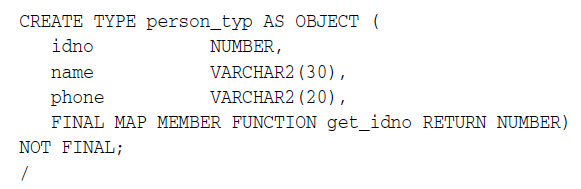 CREATE TYPE person_typ AS OBJECT (
idno NUMBER,
name VARCHAR2(30),
phone VARCHAR2(20),
FINAL MAP MEMBER FUNCTION get_idno RETURN NUMBER)
NOT FINAL;
/